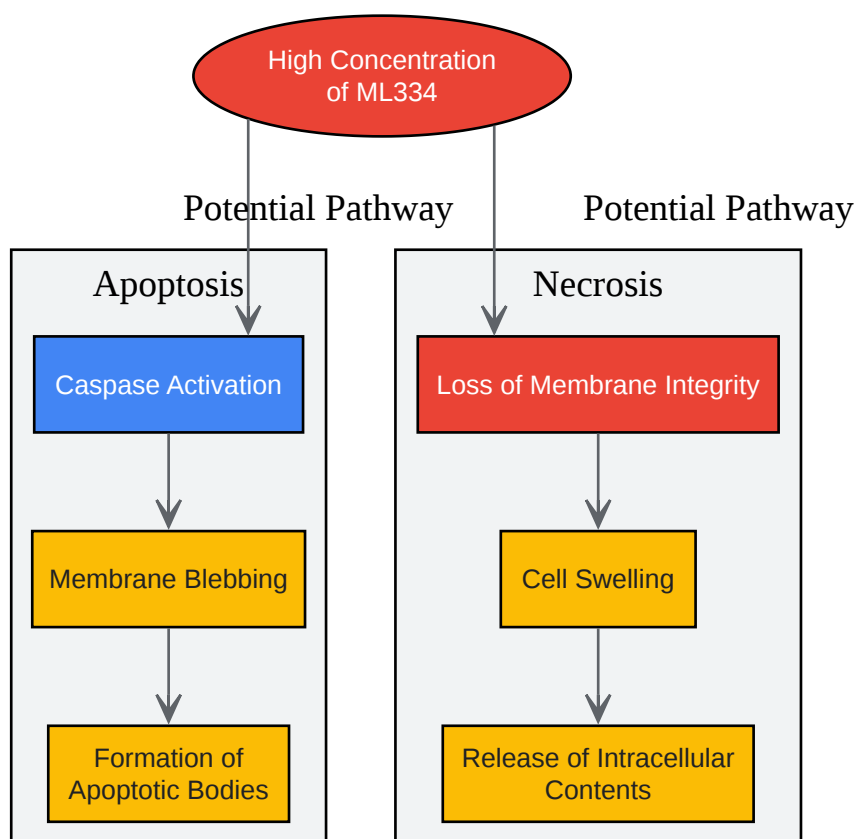 High Concentration
of ML334
Potential Pathway
Potential Pathway
Apoptosis
Necrosis
Caspase Activation
Loss of Membrane Integrity
Membrane Blebbing
Cell Swelling
Formation of
Apoptotic Bodies
Release of Intracellular
Contents